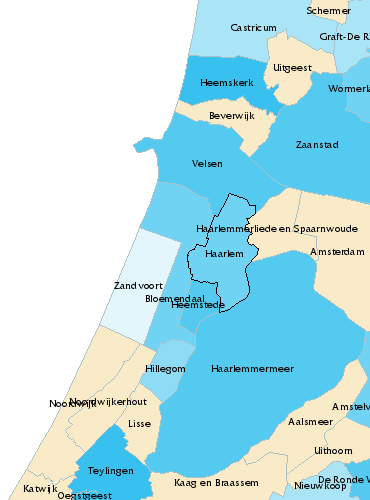 Schermer
Castricum
Graft-De R
Uitgeest
Heemskerk
Wormerla
Beverwijk
Zaanstad
Velsen
Haarlemmerliede en Spaarnwoude
Haarlem
Amsterdam
Zandvoort
Bloemendaal
Heemstede
Hillegom
Haarlemmermeer
Noordwijk
Noordwijkerhout
Lisse
Amstelv
Aalsmeer
Uithoorn
Teylingen
Kaag en Braassem
De Ronde V
Katwijk
Nieuwkoop
Oegstgeest